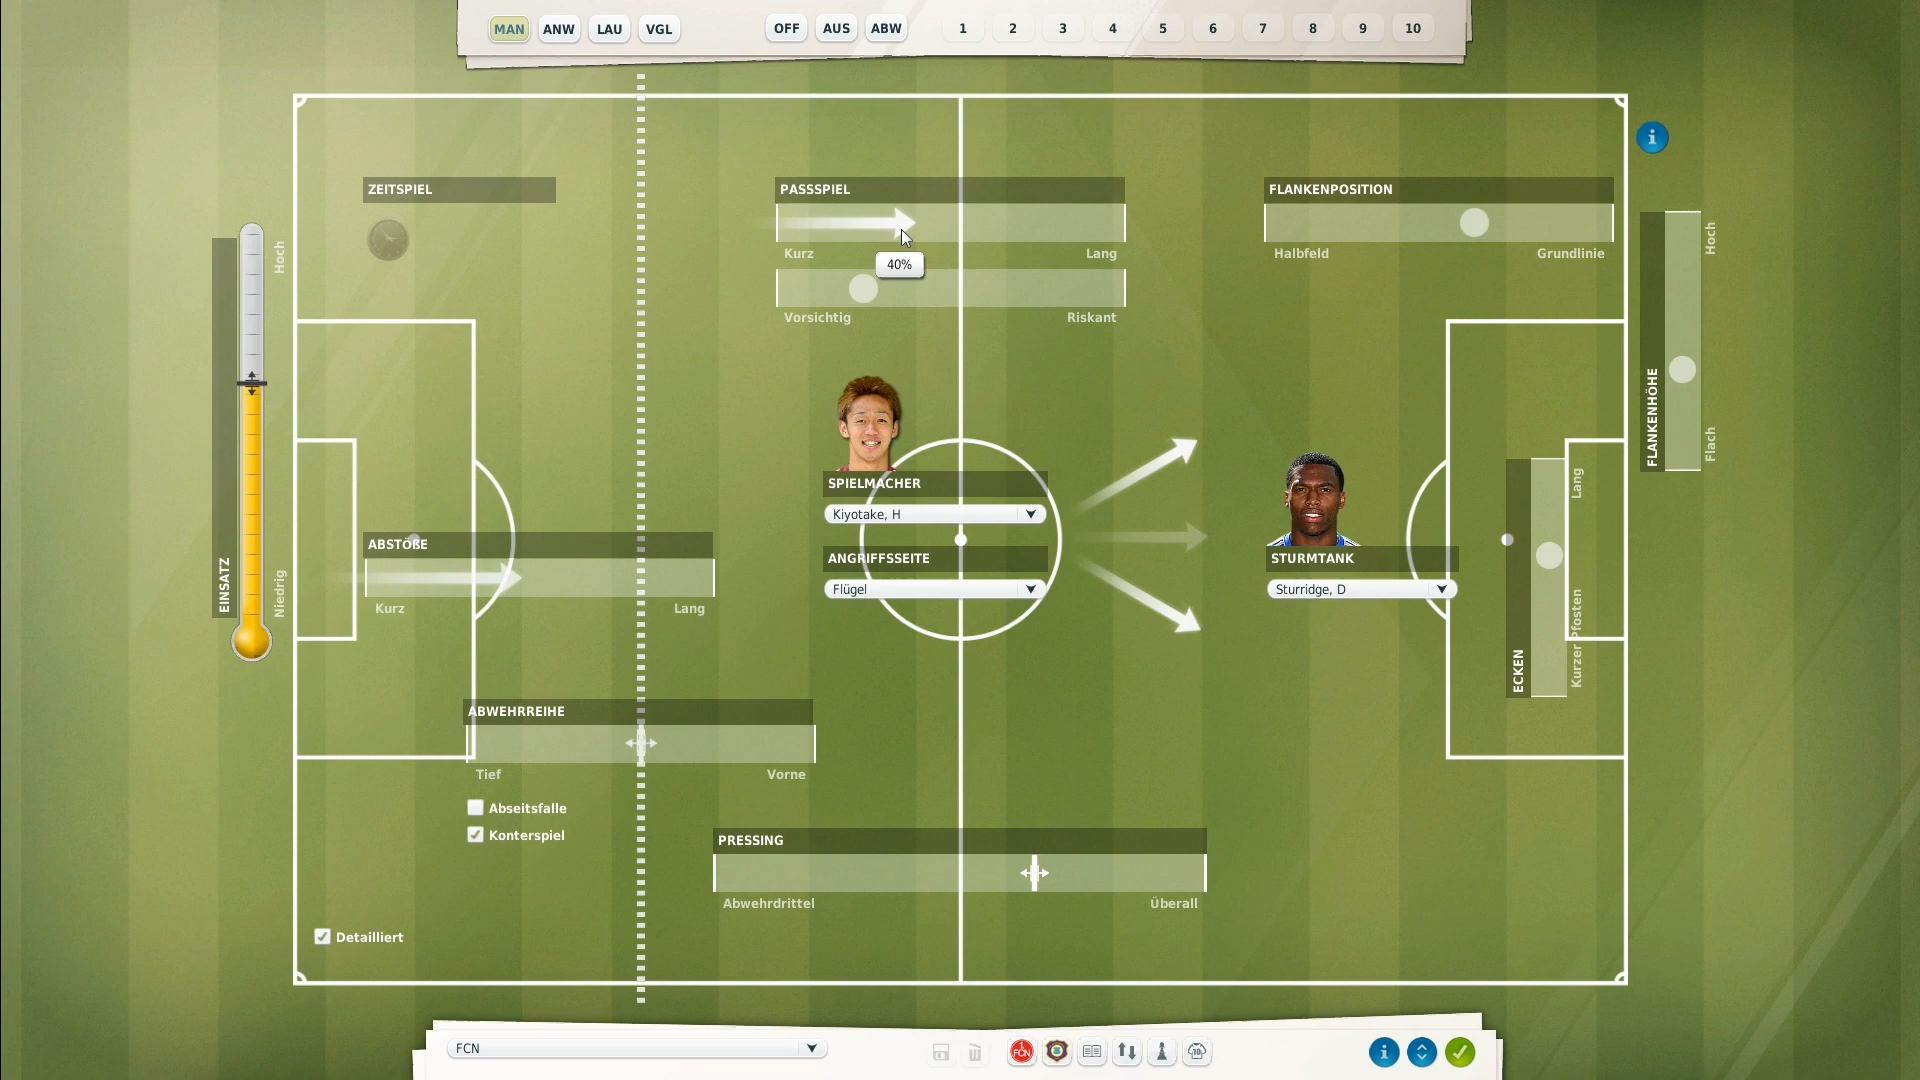 MAN ANW LAU VGL OFF AUS ABW 1 2 3 4 5 6 7 8 9 10
ZEITSPIEL
PASSSPIEL
Kurz Lang
40%
Vorsichtig Riskant
FLANKENPOSITION
Halbfeld Grundlinie
EINSATZ
Hoch
Niedrig
FLANKENHÖHE
Hoch
Flach
SPIELMACHER
Kiyotake, H
ANGRIFFSSEITE
Flügel
STURMTANK
Sturridge, D
ECKEN
Lang
Kurzer Pfosten
ABSTÖßE
Kurz Lang
ABWEHRREIHE
Tief Vorne
Abseitsfalle
Konterspiel
PRESSING
Abwehrdrittel Überall
Detailliert
FCN
FCN
10